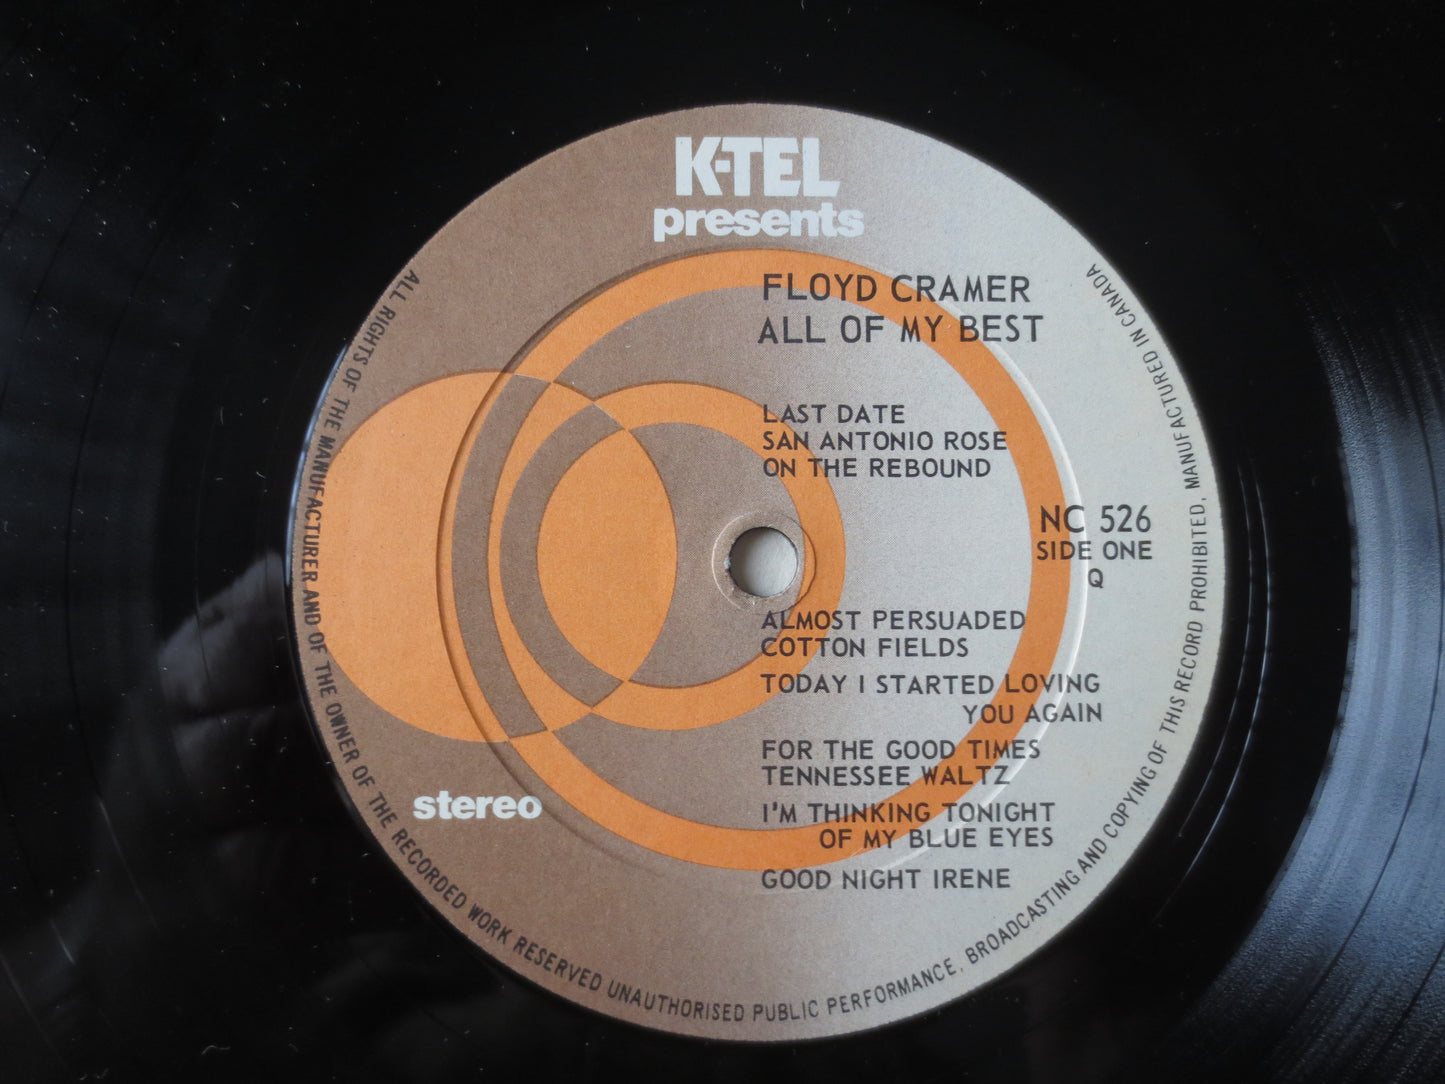 K-TEL
presents
FLOYD CRAMER
ALL OF MY BEST
LAST DATE
SAN ANTONIO ROSE
ON THE REBOUND
NC 526
SIDE ONE
Q
ALMOST PERSUADED
COTTON FIELDS
TODAY I STARTED LOVING
YOU AGAIN
FOR THE GOOD TIMES
TENNESSEE WALTZ
I'M THINKING TONIGHT
OF MY BLUE EYES
GOOD NIGHT IRENE
stereo
ALL RIGHTS OF THE MANUFACTURER AND OF THE OWNER OF THE RECORDED WORK RESERVED UNAUTHORISED PUBLIC PERFORMANCE, BROADCASTING AND COPYING OF THIS RECORD PROHIBITED, MANUFACTURED IN CANADA